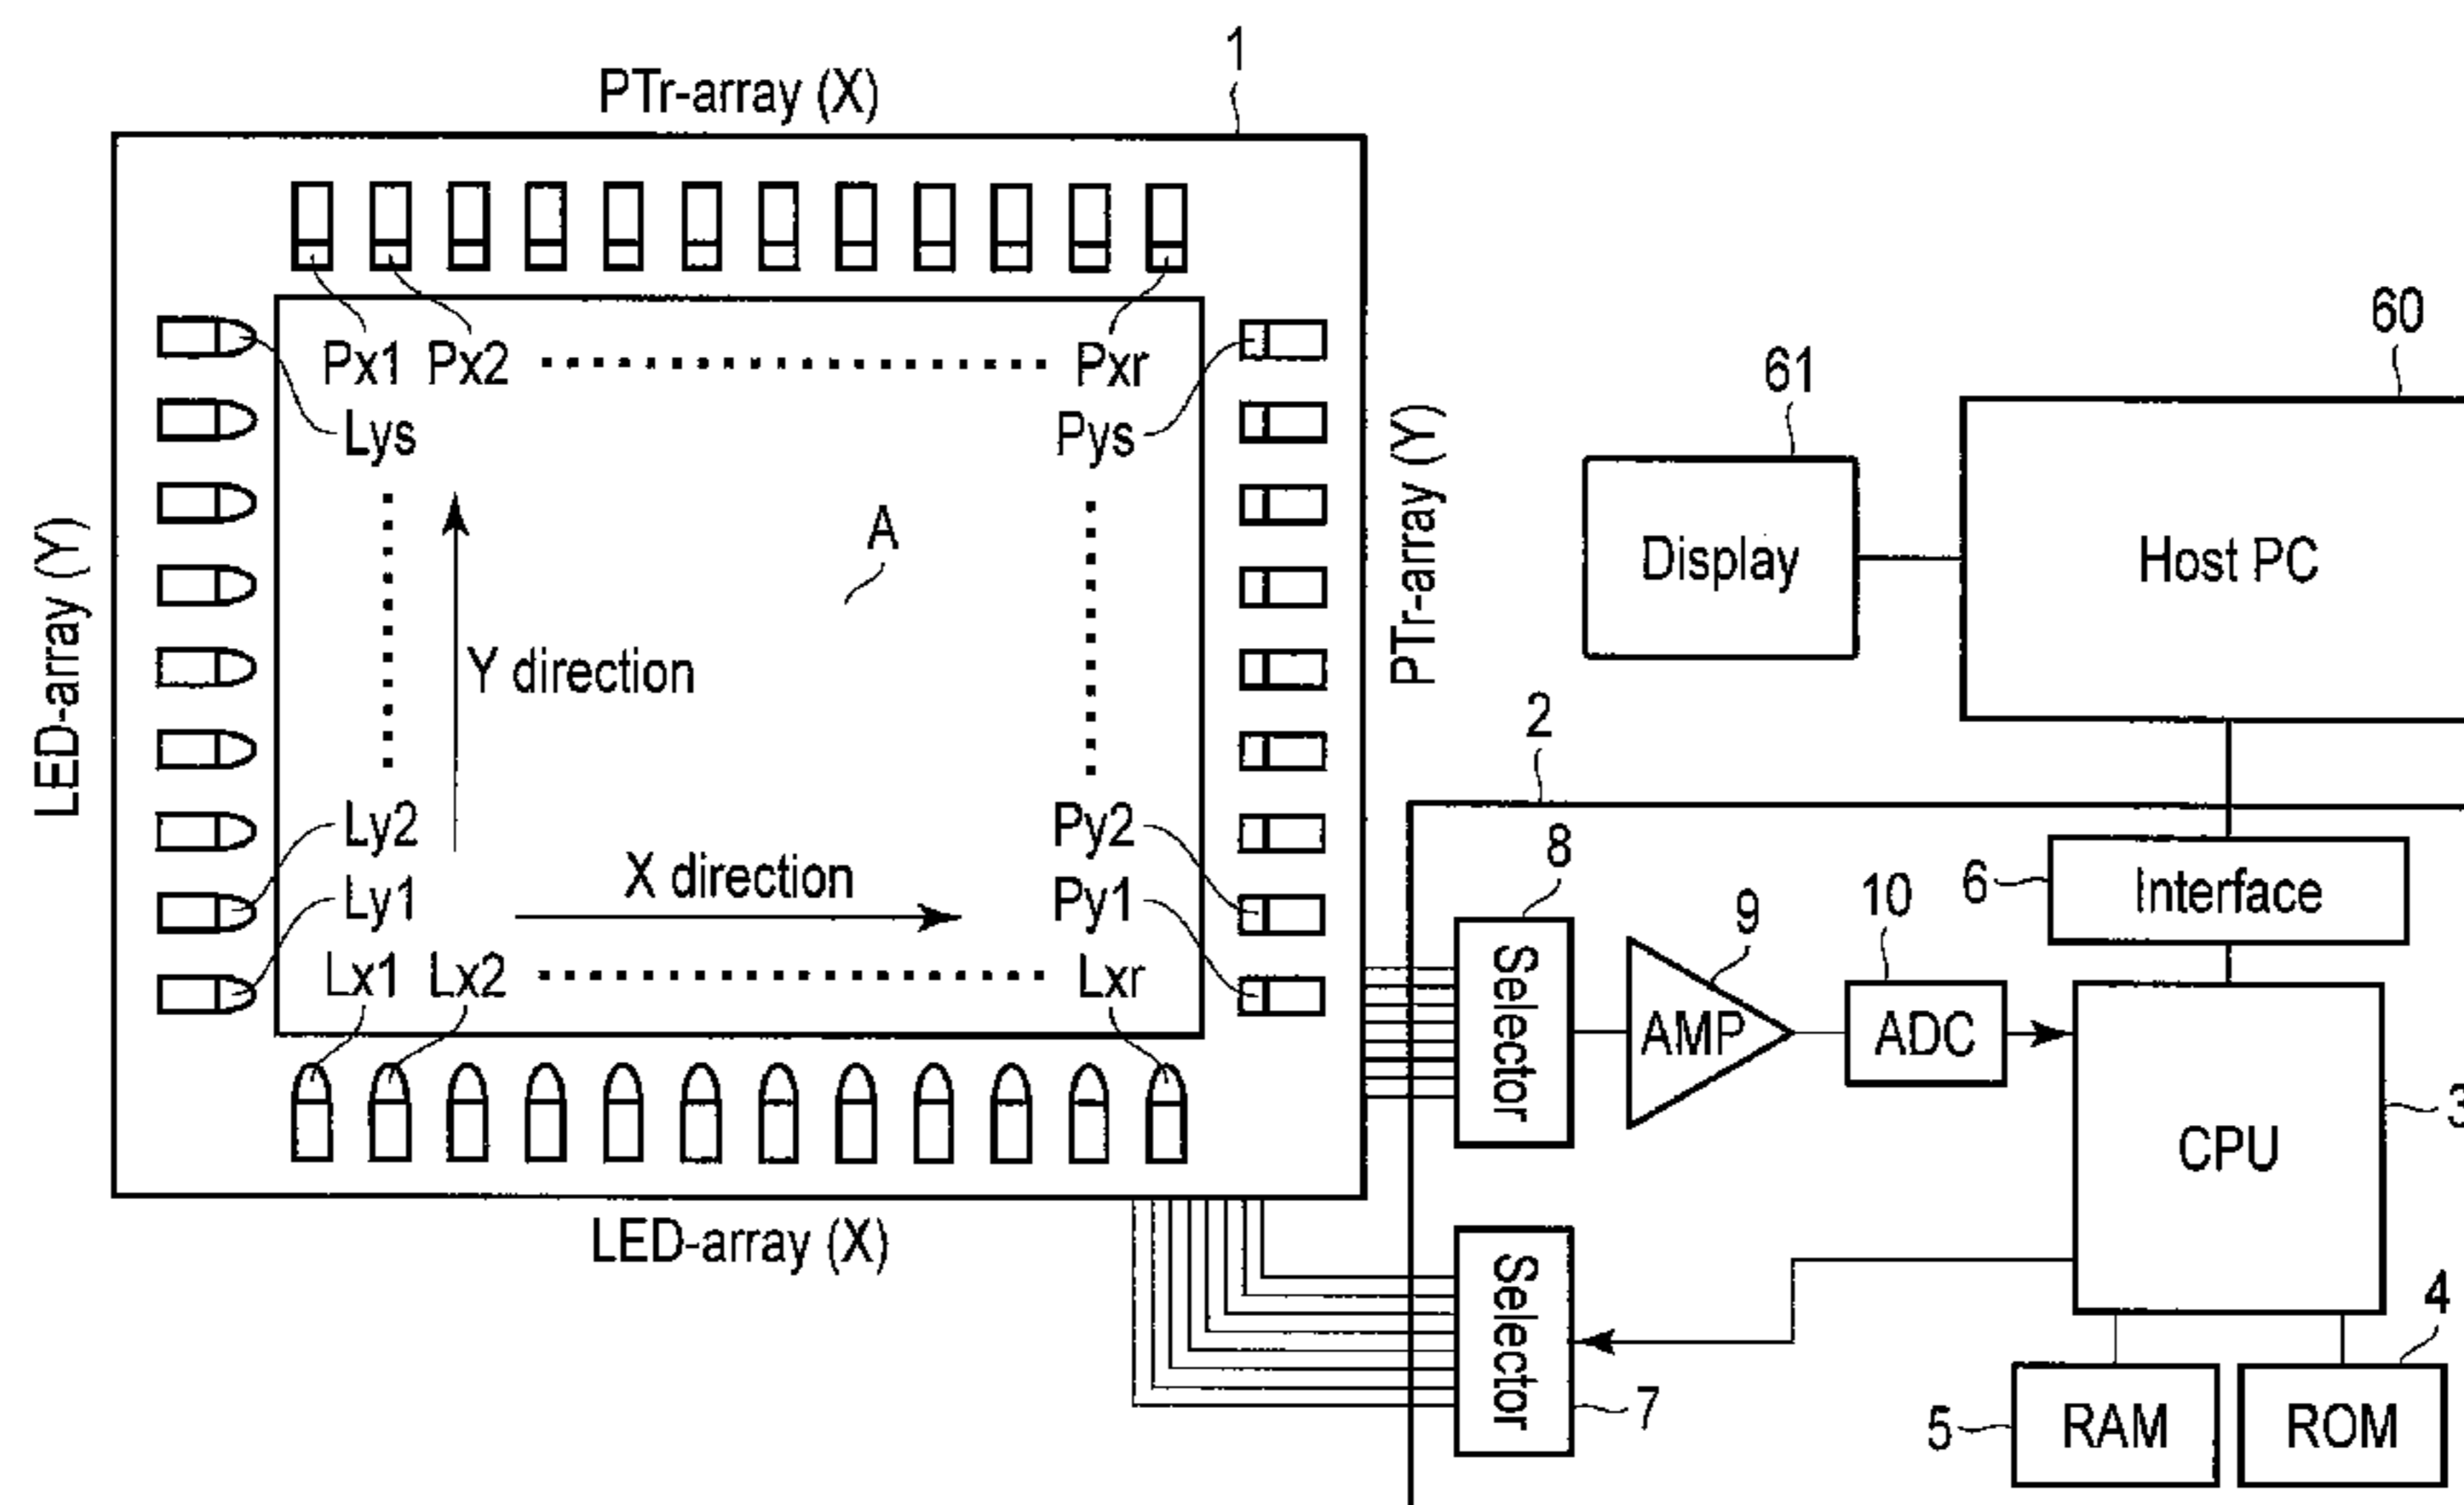 1
PTr-array (X)
Px1 Px2 Pxr
Lys Pys
A
LED-array (Y)
PTr-array (Y)
Y direction
X direction
Ly2 Py2
Ly1 Py1
Lx1 Lx2 Lxr
LED-array (X)
60
61
Display
Host PC
2
8
9
10
6
Interface
Selector
AMP
ADC
3
CPU
Selector
7
4
5
RAM
ROM